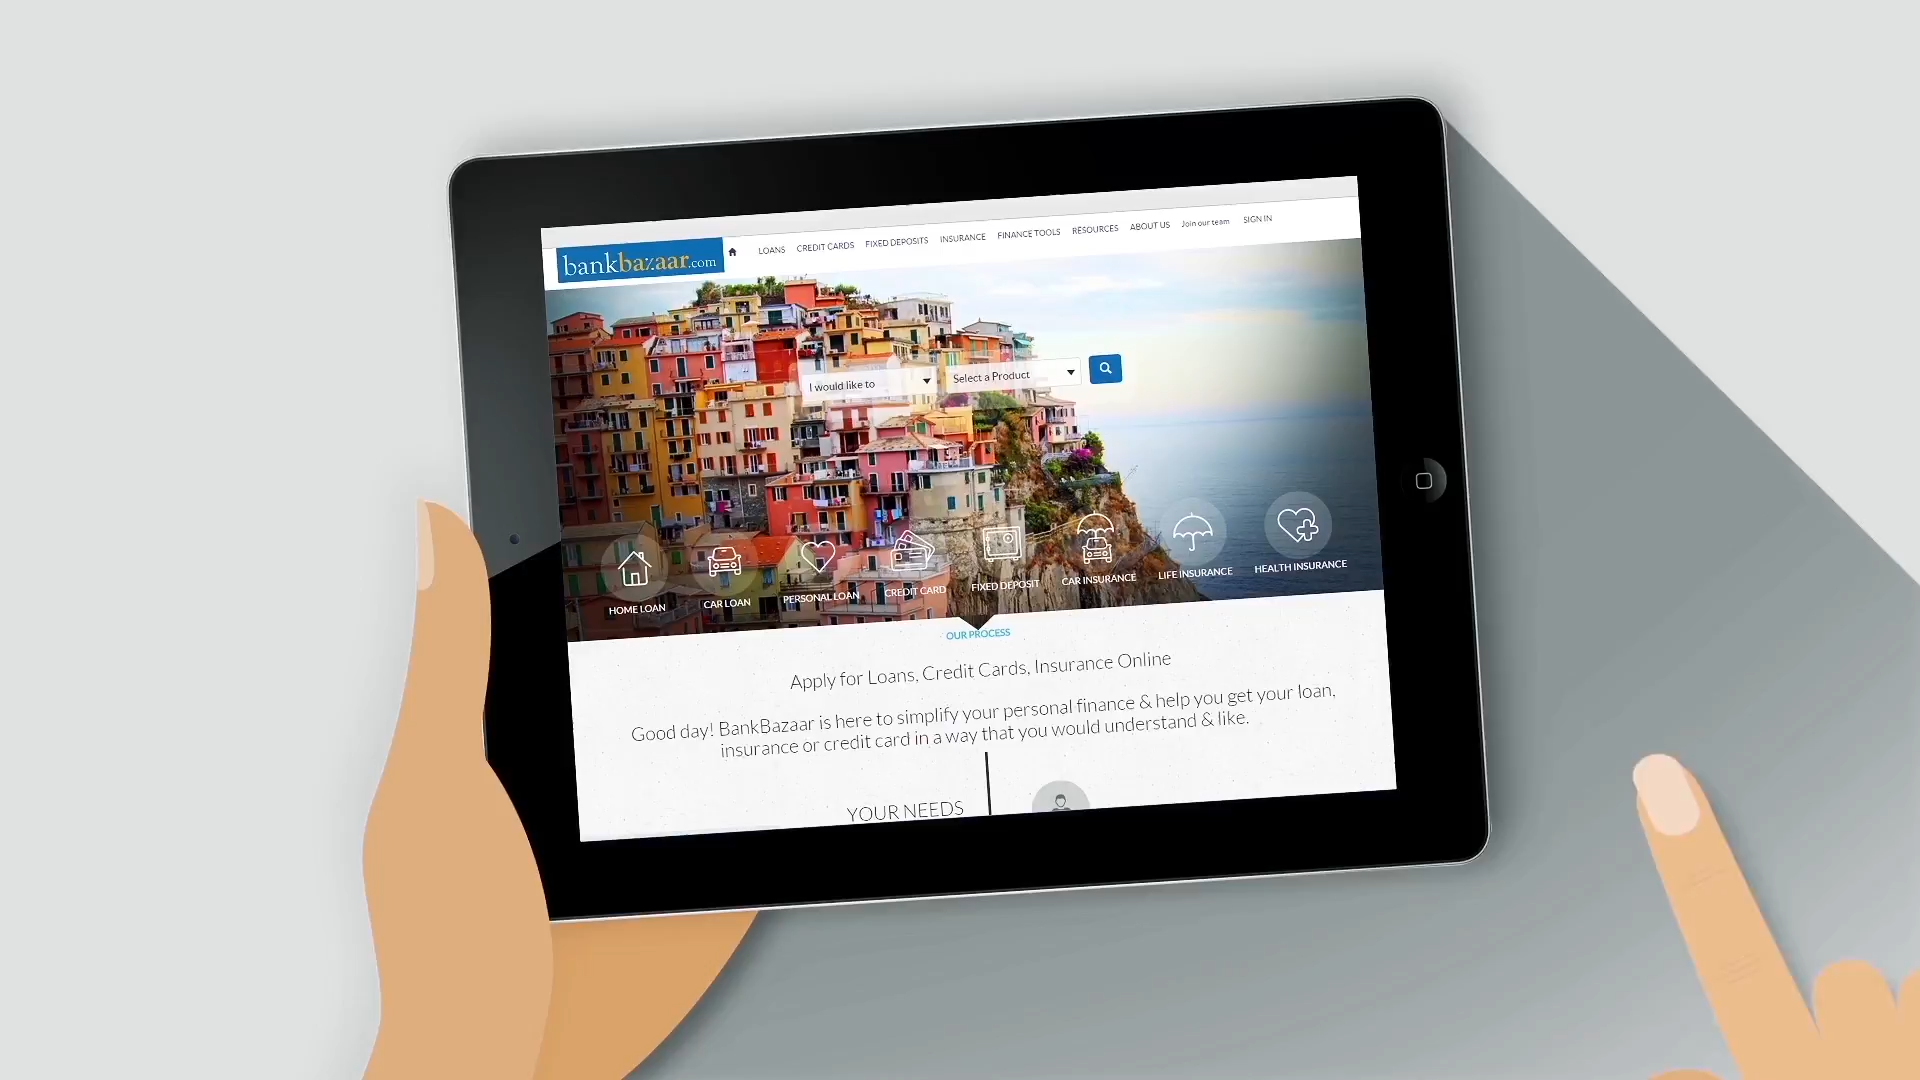 bankbazaar.com
LOANS CREDIT CARDS FIXED DEPOSITS INSURANCE FINANCE TOOLS RESOURCES ABOUT US Join our team SIGN IN
I would like to Select a Product
HOME LOAN CAR LOAN PERSONAL LOAN CREDIT CARD FIXED DEPOSIT CAR INSURANCE LIFE INSURANCE HEALTH INSURANCE
OUR PROCESS
Apply for Loans, Credit Cards, Insurance Online
Good day! BankBazaar is here to simplify your personal finance & help you get your loan,
insurance or credit card in a way that you would understand & like.
YOUR NEEDS